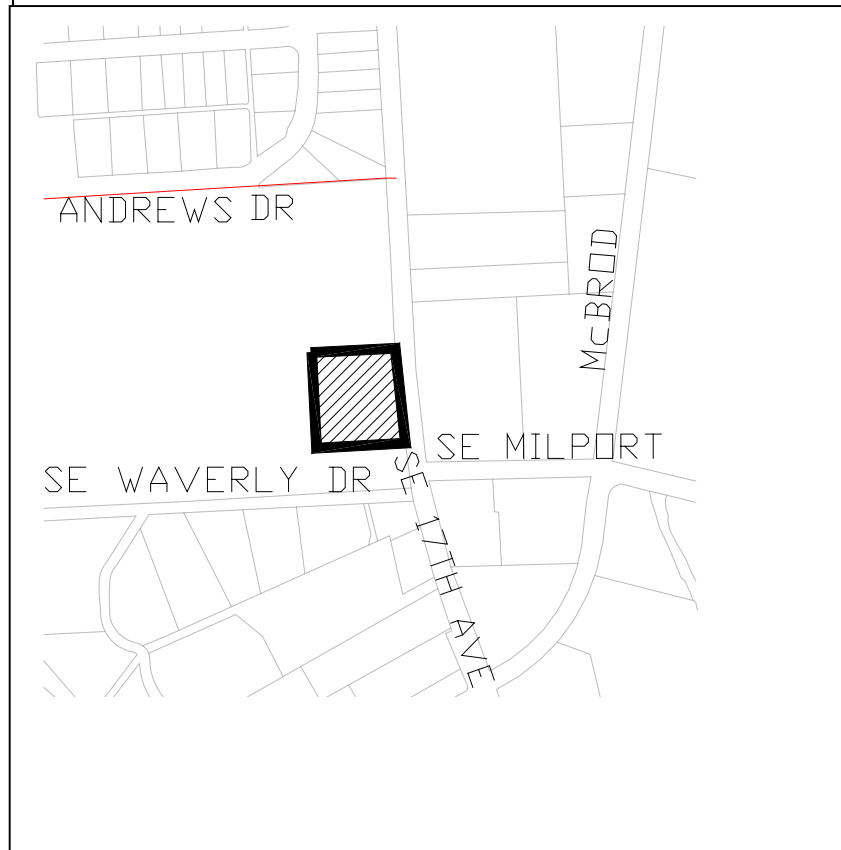 ANDREWS DR
McBROD
SE MILPORT
SE WAVERLY DR
SE 17TH AVE